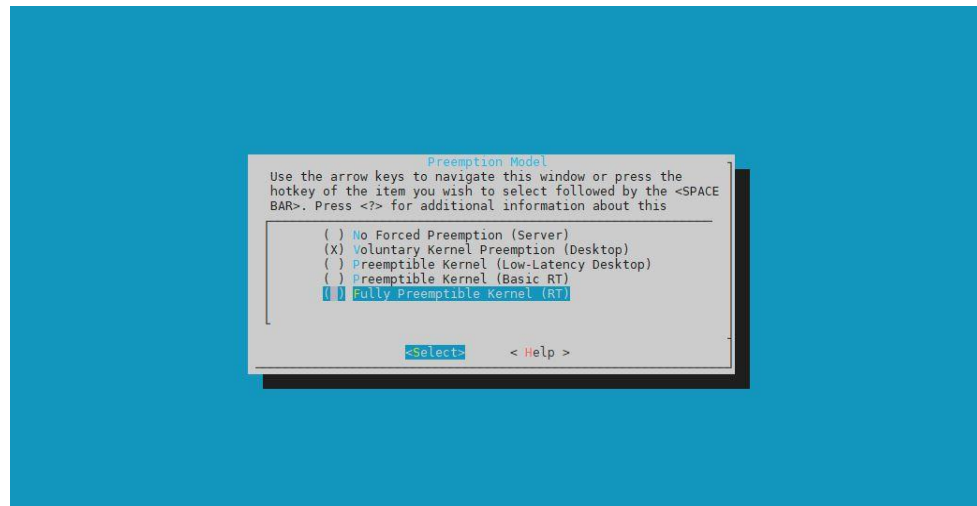 Preemption Model
Use the arrow keys to navigate this window or press the
hotkey of the item you wish to select followed by the <SPACE
BAR>. Press <?> for additional information about this
( ) No Forced Preemption (Server)
(X) Voluntary Kernel Preemption (Desktop)
( ) Preemptible Kernel (Low-Latency Desktop)
( ) Preemptible Kernel (Basic RT)
( ) Fully Preemptible Kernel (RT)
<Select> < Help >